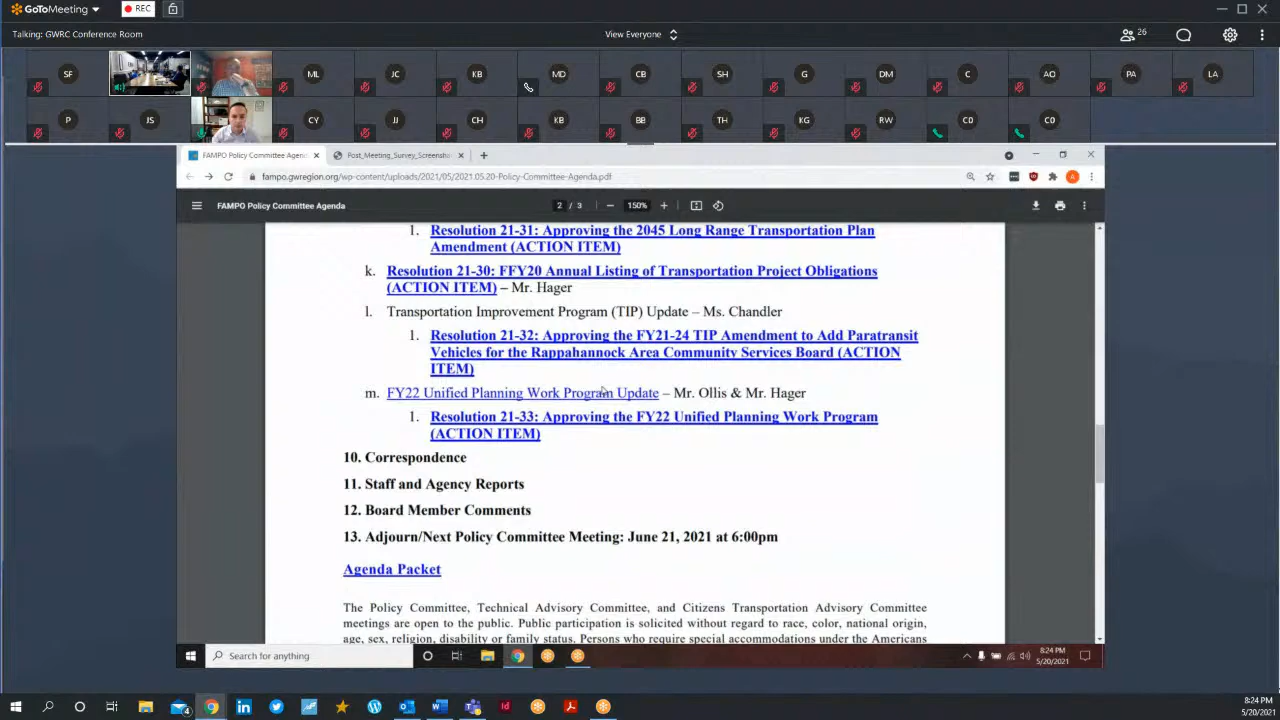 GoToMeeting
REC
Talking: GWRC Conference Room
View Everyone
26
SF
ML
JC
KB
MD
CB
SH
G
DM
C
AO
PA
LA
P
JS
CY
JJ
CH
KB
BB
TH
KG
RW
C0
C0
FAMPO Policy Committee Agen
Post_Meeting_Survey_Screensho
fampo.gwregion.org/wp-content/uploads/2021/05/2021.05.20-Policy-Committee-Agenda.pdf
FAMPO Policy Committee Agenda
2 / 3
150%
1. Resolution 21-31: Approving the 2045 Long Range Transportation Plan
Amendment (ACTION ITEM)
k. Resolution 21-30: FFY20 Annual Listing of Transportation Project Obligations
(ACTION ITEM) – Mr. Hager
l. Transportation Improvement Program (TIP) Update – Ms. Chandler
1. Resolution 21-32: Approving the FY21-24 TIP Amendment to Add Paratransit
Vehicles for the Rappahannock Area Community Services Board (ACTION
ITEM)
m. FY22 Unified Planning Work Program Update – Mr. Ollis & Mr. Hager
1. Resolution 21-33: Approving the FY22 Unified Planning Work Program
(ACTION ITEM)
10. Correspondence
11. Staff and Agency Reports
12. Board Member Comments
13. Adjourn/Next Policy Committee Meeting: June 21, 2021 at 6:00pm
Agenda Packet
The Policy Committee, Technical Advisory Committee, and Citizens Transportation Advisory Committee
meetings are open to the public. Public participation is solicited without regard to race, color, national origin,
age, sex, religion, disability or family status. Persons who require special accommodations under the Americans
Search for anything
8:24 PM
5/20/2021
8:24 PM
5/20/2021